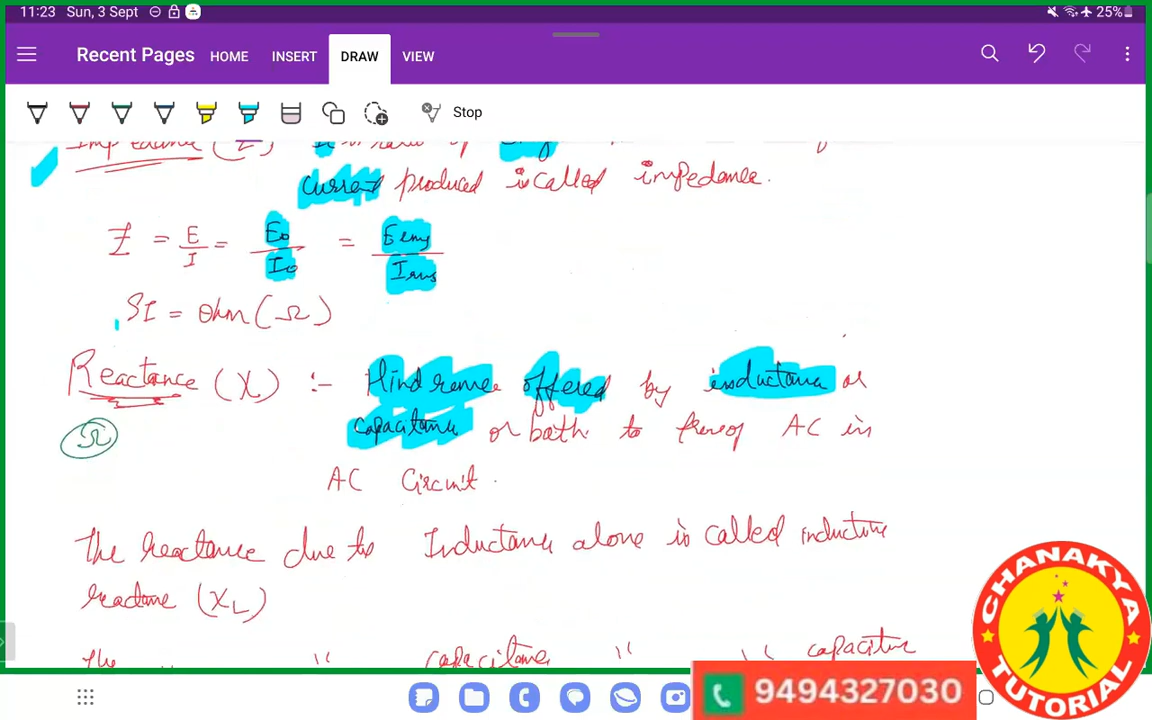 11:23 Sun, 3 Sept
25%
Recent Pages HOME INSERT DRAW VIEW
Stop
Impedance (Z)
current produced is called impedance.
Z = E/I = E₀/I₀ = Erms/Irms
SI = ohm (Ω)
Reactance (X) :- Hindrance offered by inductance or
Ω
capacitance or both to of AC in
AC Circuit.
The reactance due to Inductance alone is called inductive
reactance (XL)
The " capacitance " " capacitive
CHANAKYA
TUTORIAL
9494327030